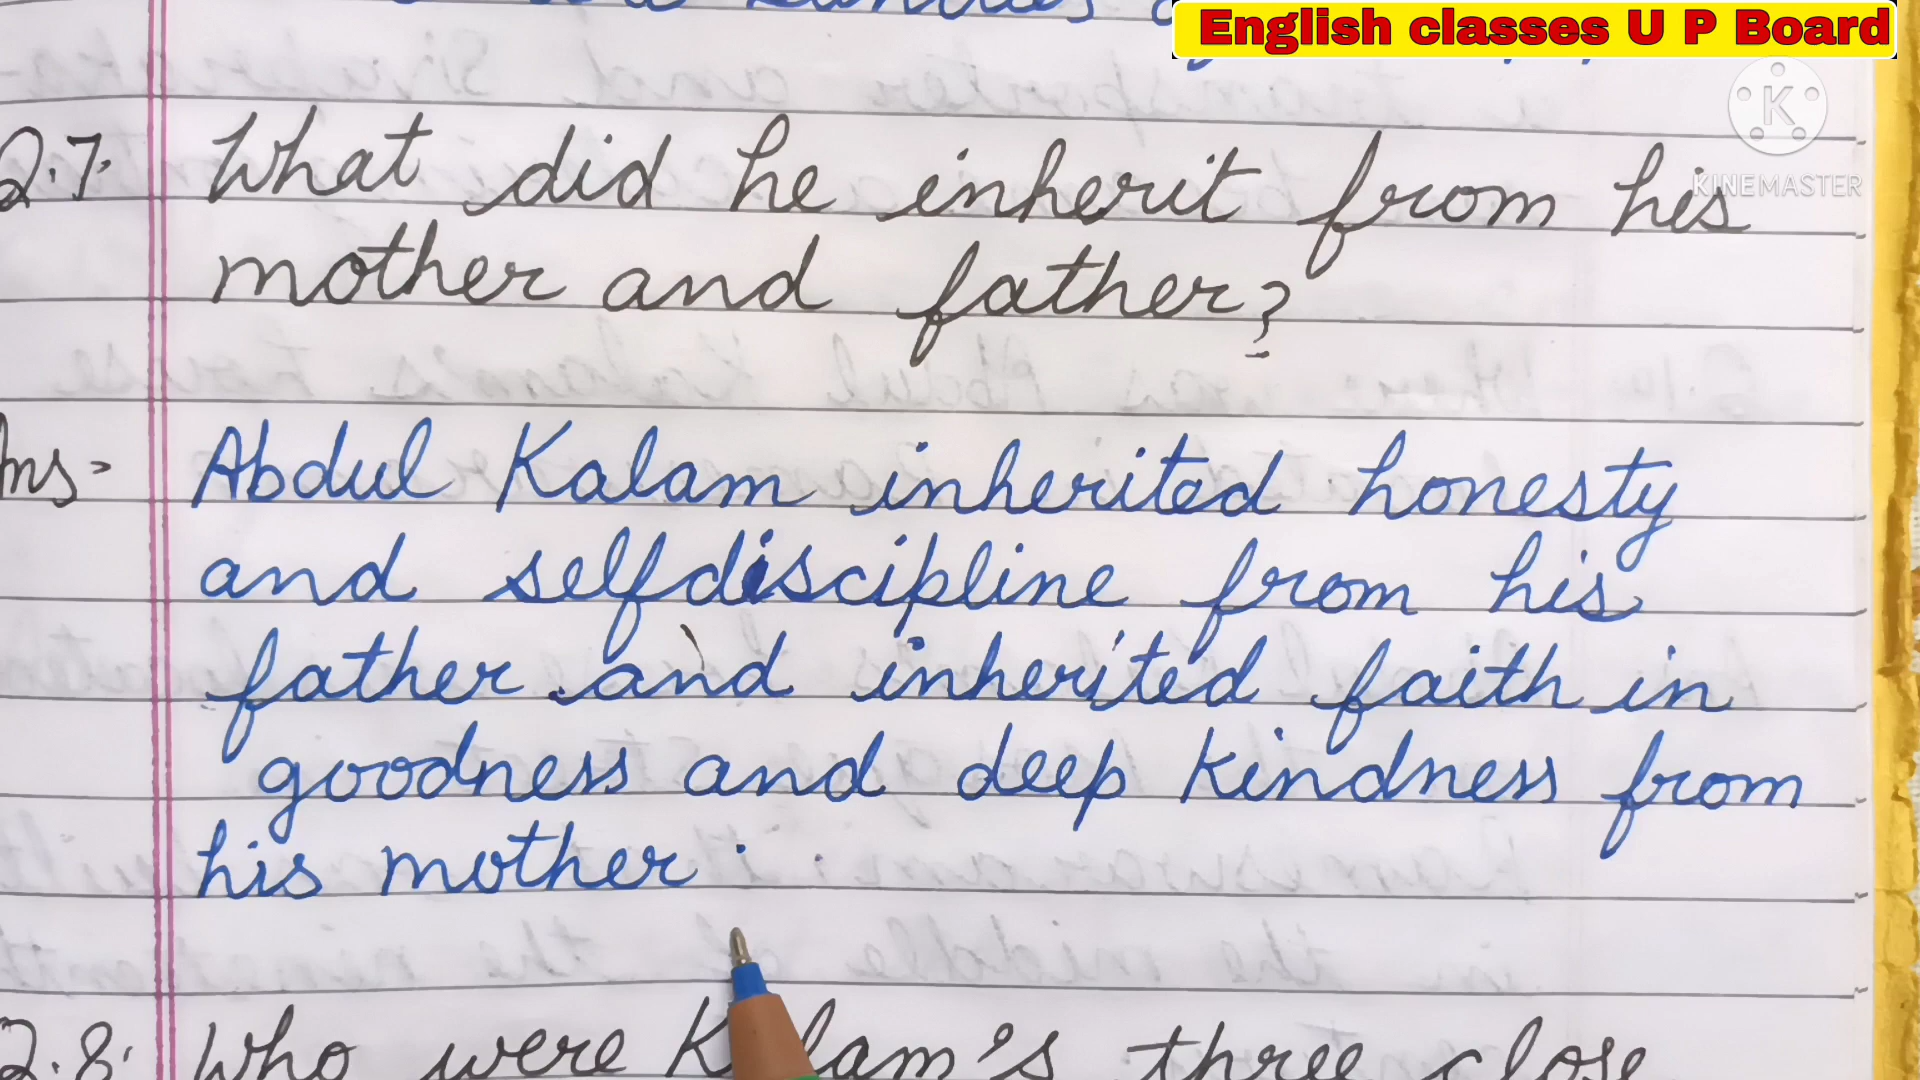 English classes U P Board
KINEMASTER
Q.7. What did he inherit from his
mother and father?
Ans- Abdul Kalam inherited honesty
and selfdiscipline from his
father and inherited faith in
goodness and deep kindness from
his mother.
Q.8. Who were Kalam's three close